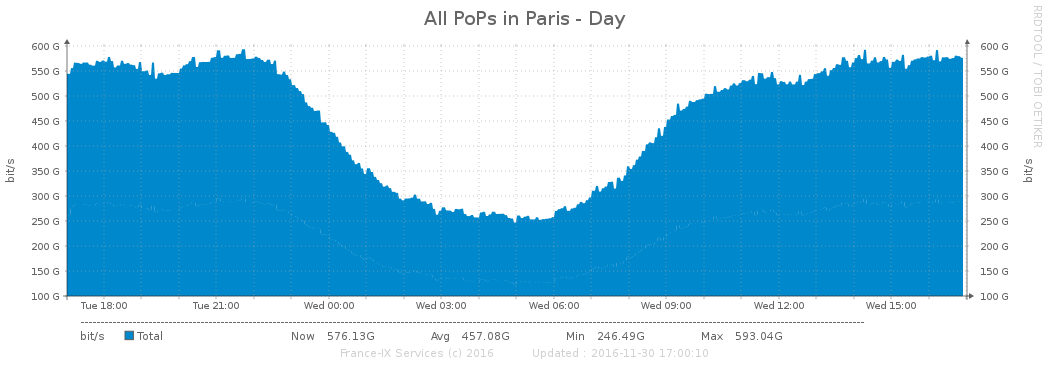 All PoPs in Paris - Day
RRDTOOL / TOBI OETIKER
600 G 600 G
550 G 550 G
500 G 500 G
450 G 450 G
400 G 400 G
350 G 350 G
300 G 300 G
250 G 250 G
200 G 200 G
150 G 150 G
100 G 100 G
bit/s
bit/s
Tue 18:00 Tue 21:00 Wed 00:00 Wed 03:00 Wed 06:00 Wed 09:00 Wed 12:00 Wed 15:00
bit/s Total Now 576.13G Avg 457.08G Min 246.49G Max 593.04G
France-IX Services (c) 2016 Updated : 2016-11-30 17:00:10